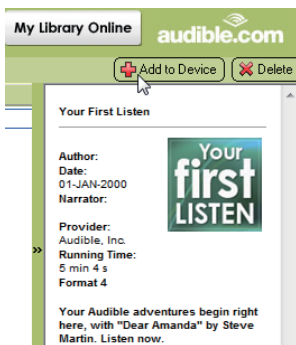 My Library Online
audible.com
Add to Device
Delete
Your First Listen
Author:
Date:
01-JAN-2000
Narrator:
Provider:
Audible, Inc.
Running Time:
5 min 4 s
Format 4
Your
first
LISTEN
»
Your Audible adventures begin right
here, with "Dear Amanda" by Steve
Martin. Listen now.